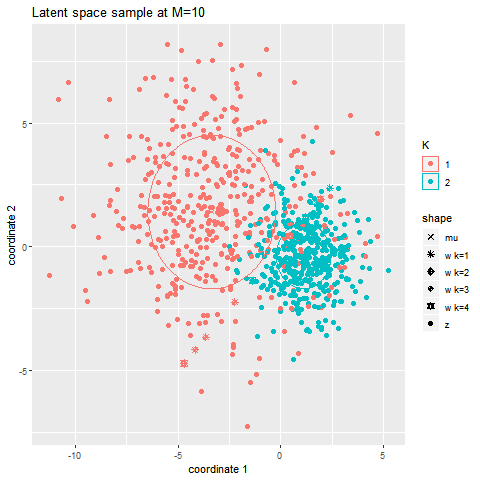 Latent space sample at M=10
coordinate 2
5
0
-5
-10
-5
0
5
coordinate 1
K
1
2
shape
mu
w k=1
w k=2
w k=3
w k=4
z